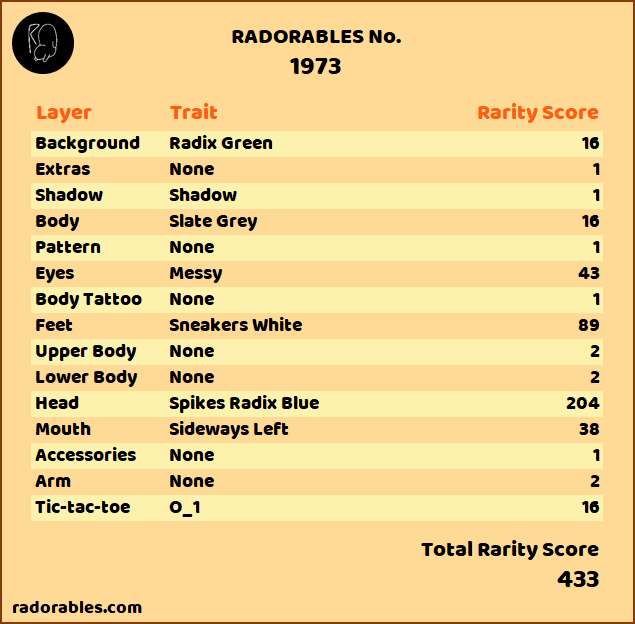 RADORABLES No.
1973
Layer Trait Rarity Score
Background Radix Green 16
Extras None 1
Shadow Shadow 1
Body Slate Grey 16
Pattern None 1
Eyes Messy 43
Body Tattoo None 1
Feet Sneakers White 89
Upper Body None 2
Lower Body None 2
Head Spikes Radix Blue 204
Mouth Sideways Left 38
Accessories None 1
Arm None 2
Tic-tac-toe O_1 16
Total Rarity Score
433
radorables.com